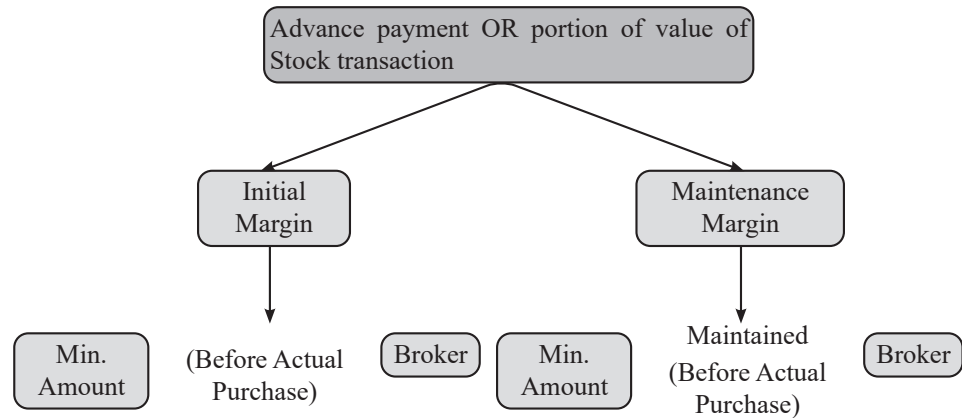 Advance payment OR portion of value of
Stock transaction
Initial
Margin
Maintenance
Margin
Min.
Amount
(Before Actual
Purchase)
Broker
Min.
Amount
Maintained
(Before Actual
Purchase)
Broker